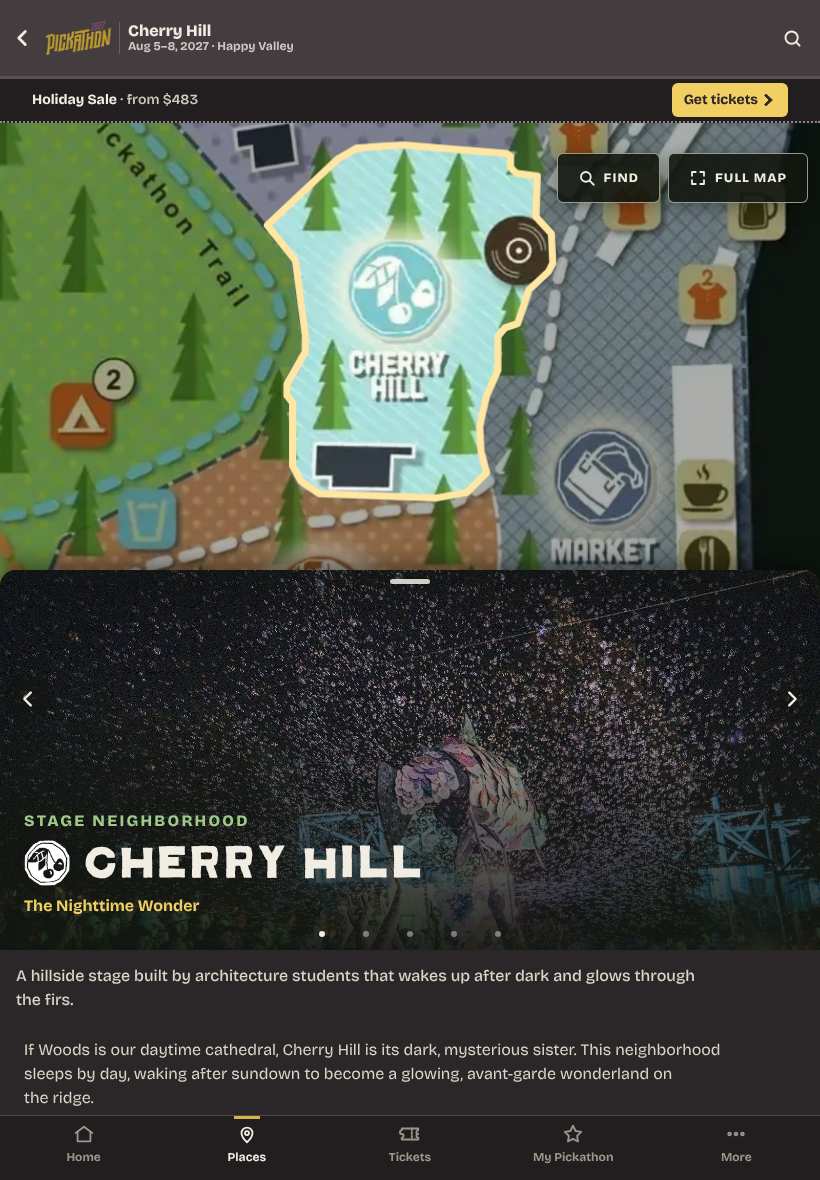 PICKATHON
Cherry Hill
Aug 5–8, 2027 · Happy Valley
Holiday Sale · from $483
Get tickets
ickathon Trail
FIND
FULL MAP
2
2
CHERRY
HILL
MARKET
STAGE NEIGHBORHOOD
CHERRY HILL
The Nighttime Wonder
A hillside stage built by architecture students that wakes up after dark and glows through
the firs.
If Woods is our daytime cathedral, Cherry Hill is its dark, mysterious sister. This neighborhood
sleeps by day, waking after sundown to become a glowing, avant-garde wonderland on
the ridge.
Home
Places
Tickets
My Pickathon
More